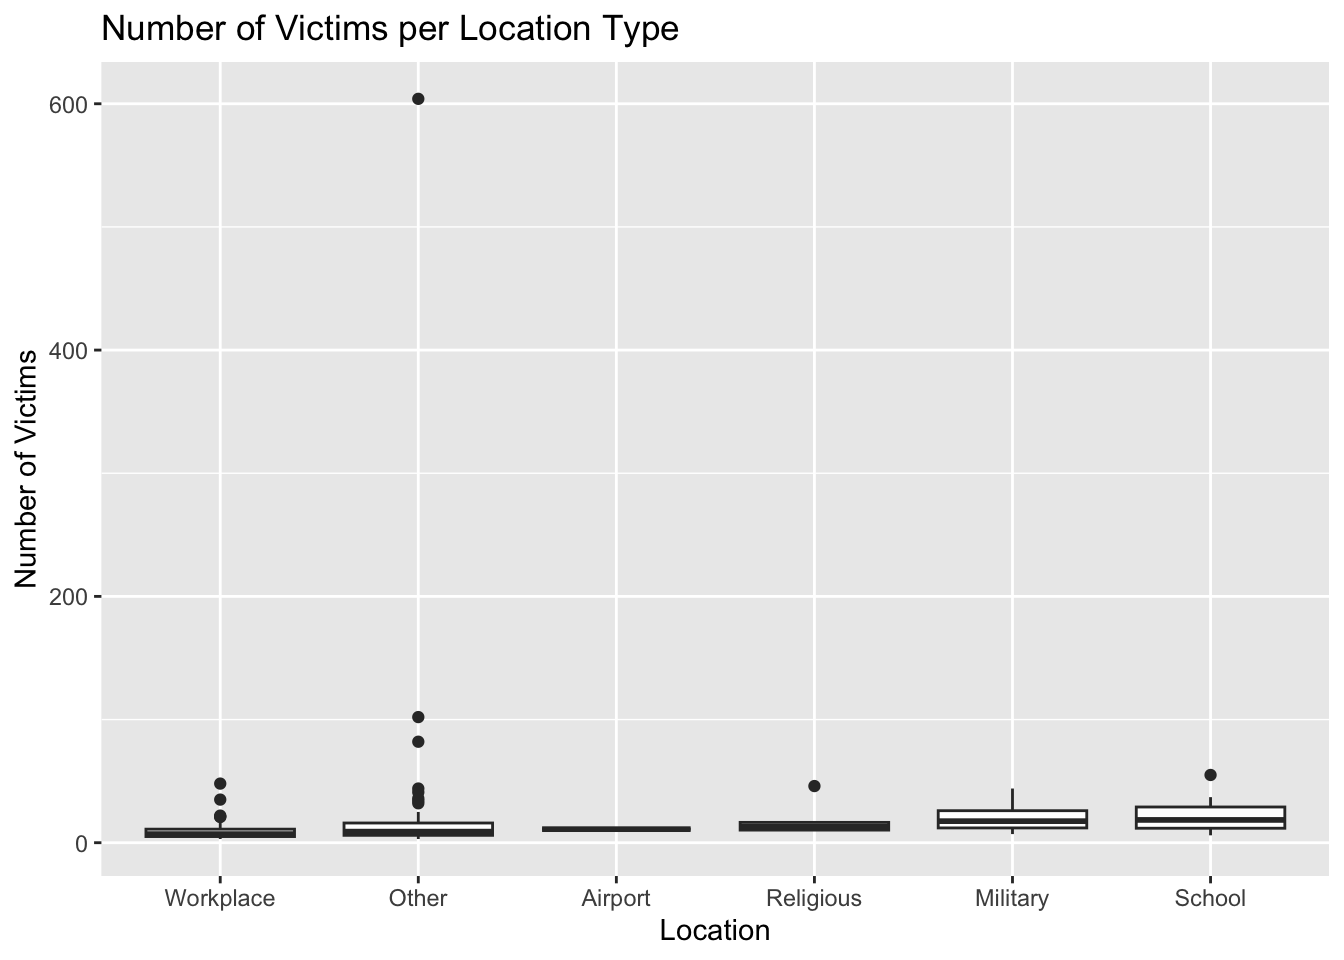 Number of Victims per Location Type
Number of Victims
600
400
200
0
Workplace
Other
Airport
Religious
Military
School
Location